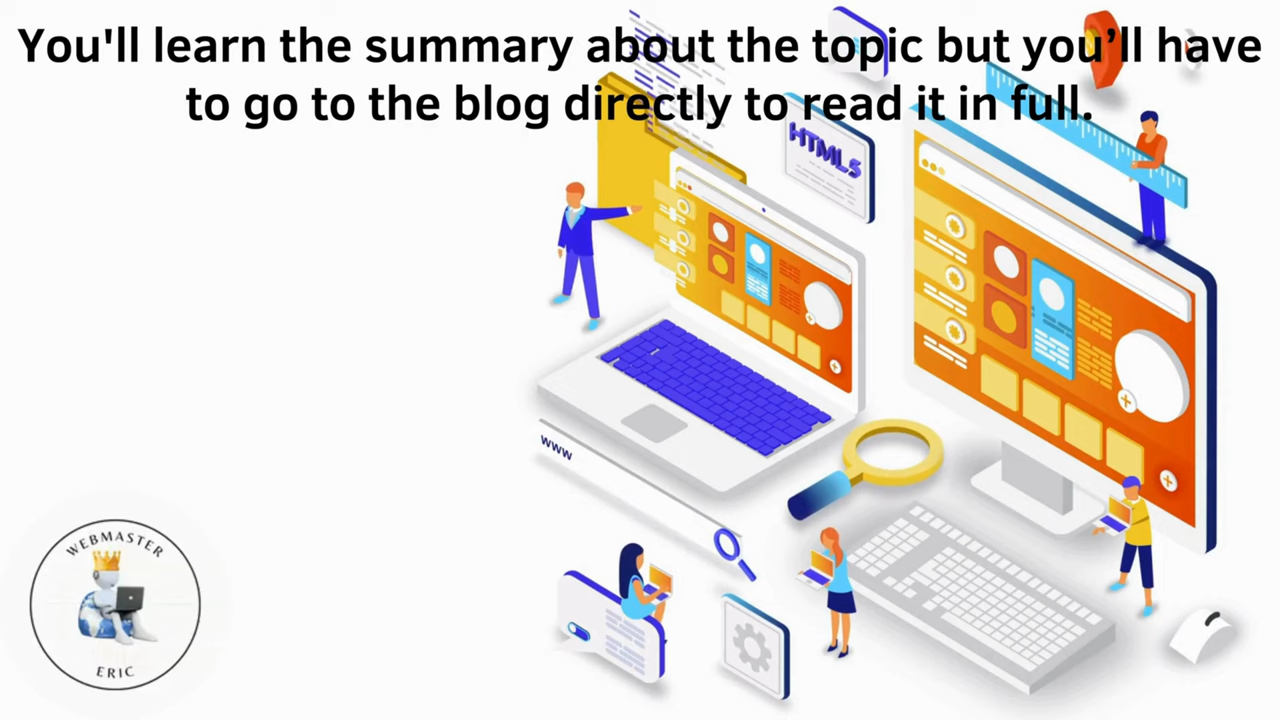 You'll learn the summary about the topic but you’ll have
to go to the blog directly to read it in full.
HTML5
www
WEBMASTER
ERIC